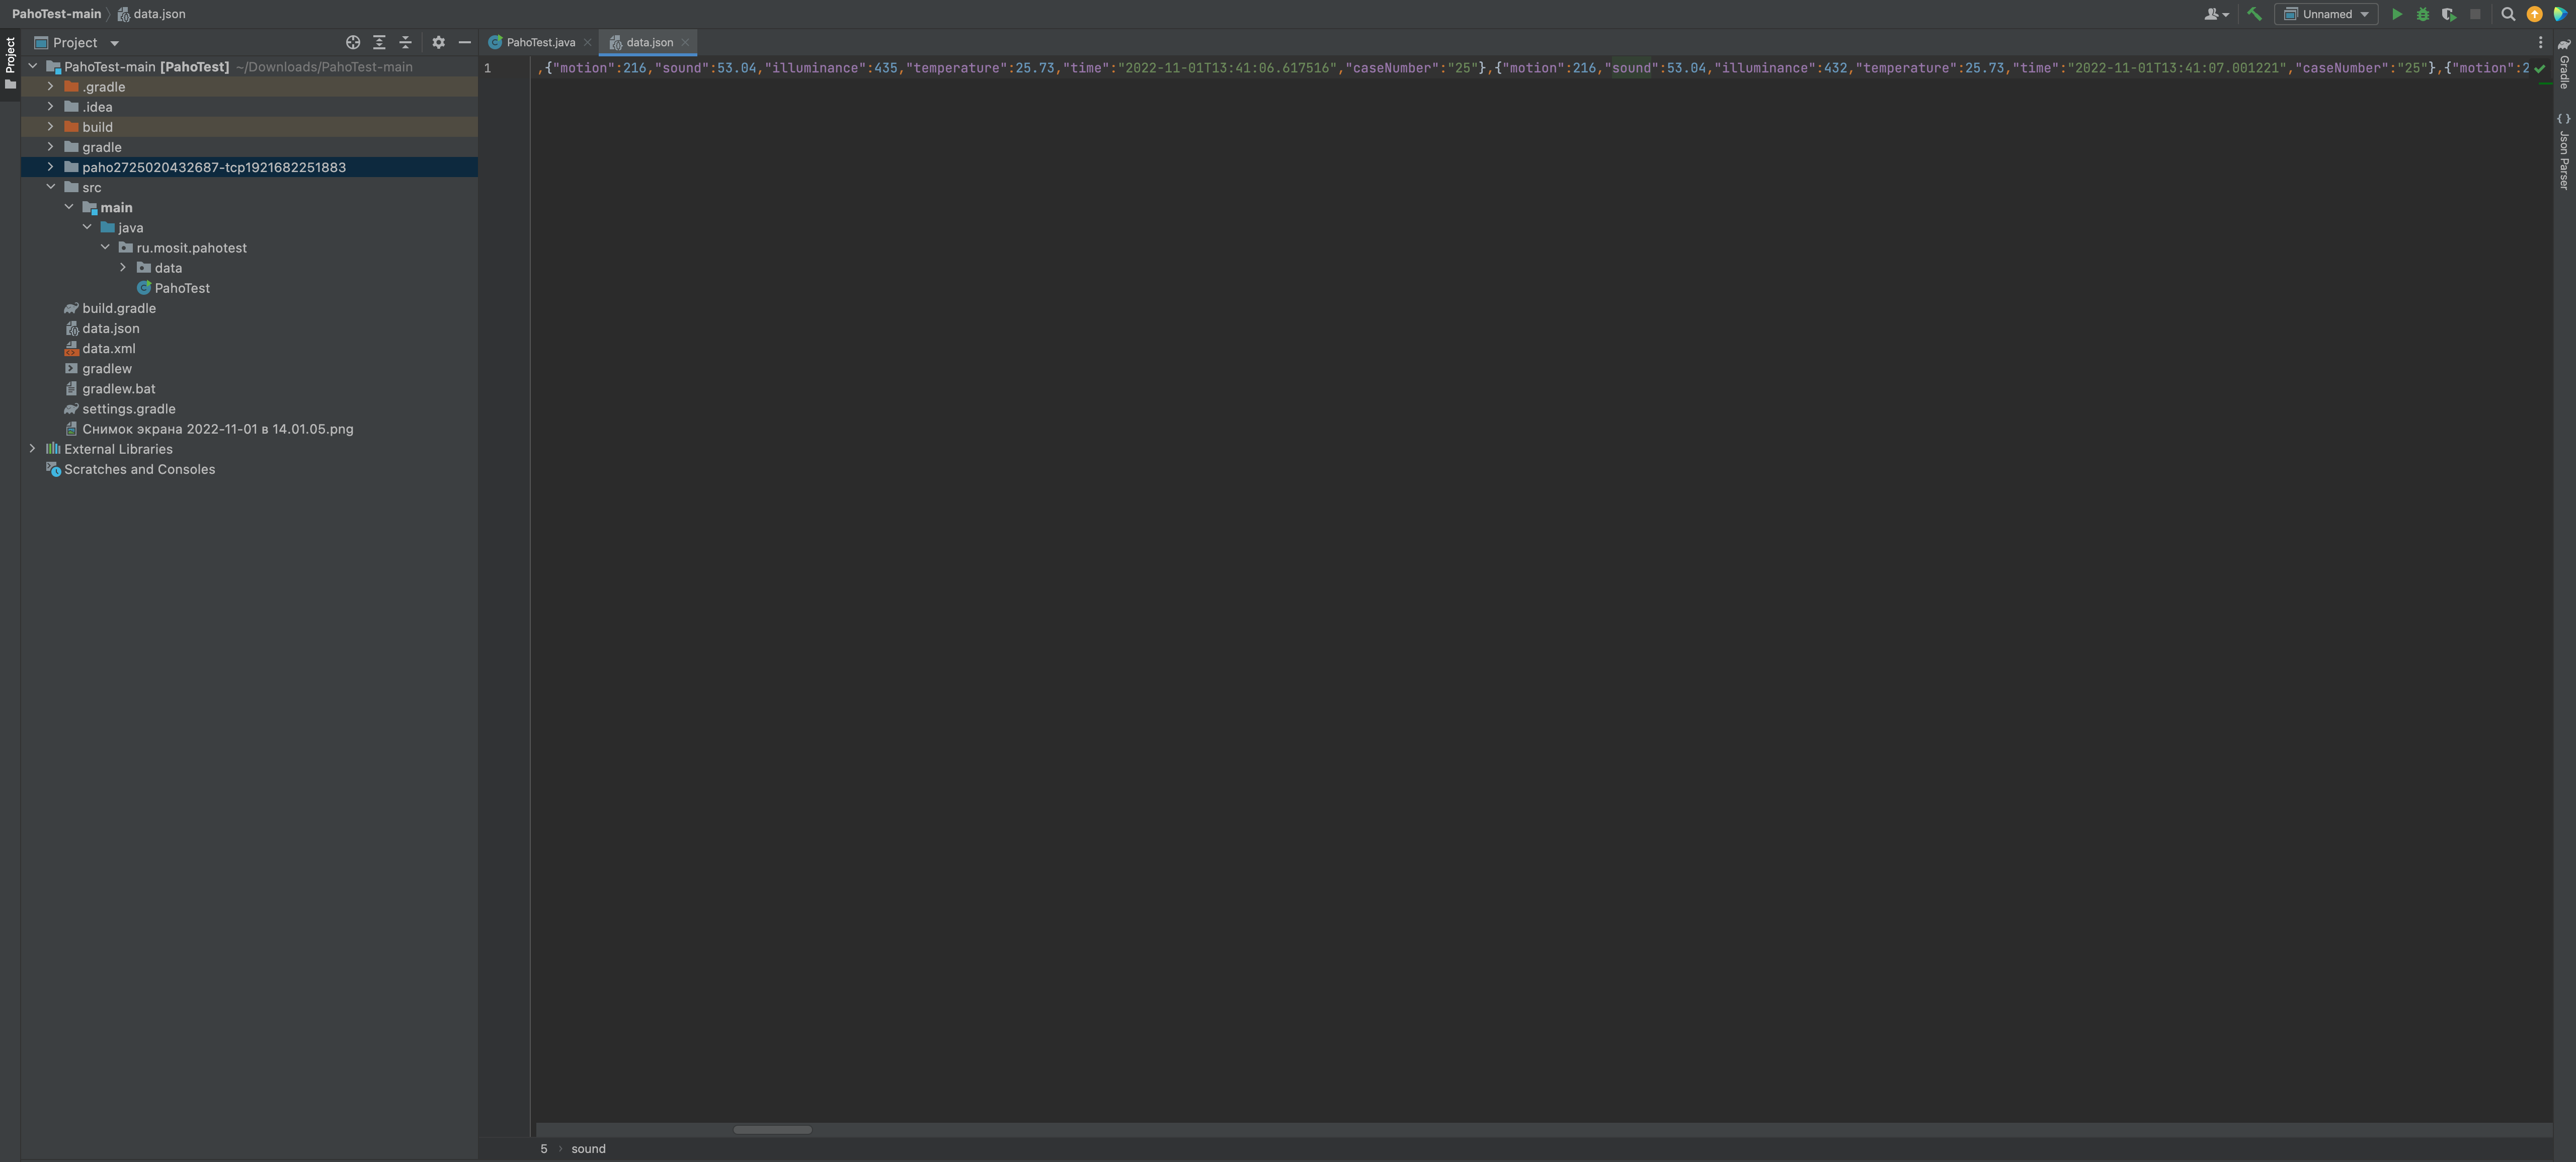 PahoTest-main data.json
Unnamed
Project
PahoTest.java
data.json
Project
PahoTest-main [PahoTest] ~/Downloads/PahoTest-main
.gradle
.idea
build
gradle
paho2725020432687-tcp1921682251883
src
main
java
ru.mosit.pahotest
data
PahoTest
build.gradle
data.json
data.xml
gradlew
gradlew.bat
settings.gradle
Снимок экрана 2022-11-01 в 14.01.05.png
External Libraries
Scratches and Consoles
1 ,{"motion":216,"sound":53.04,"illuminance":435,"temperature":25.73,"time":"2022-11-01T13:41:06.617516","caseNumber":"25"},{"motion":216,"sound":53.04,"illuminance":432,"temperature":25.73,"time":"2022-11-01T13:41:07.001221","caseNumber":"25"},{"motion":2
Gradle
Json Parser
5 sound